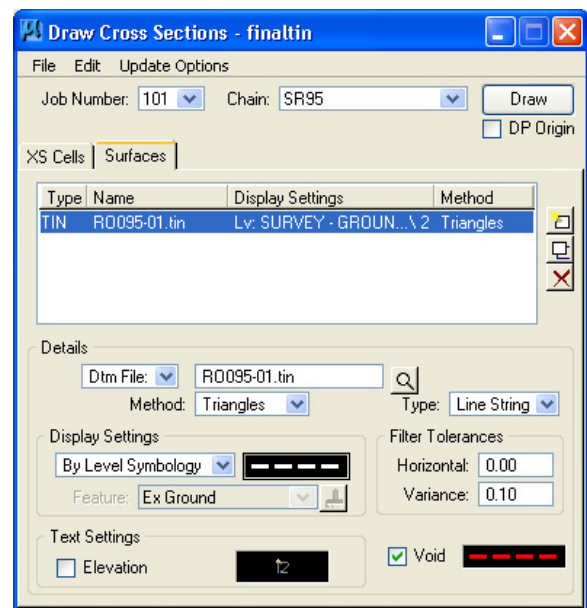 Draw Cross Sections - finaltin
File Edit Update Options
Job Number: 101 Chain: SR95 Draw
DP Origin
XS Cells Surfaces
Type Name Display Settings Method
TIN RO095-01.tin Lv: SURVEY - GROUN...\ 2 Triangles
Details
Dtm File: RO095-01.tin
Method: Triangles Type: Line String
Display Settings Filter Tolerances
By Level Symbology Horizontal: 0.00
Feature: Ex Ground Variance: 0.10
Text Settings
Elevation 12 Void